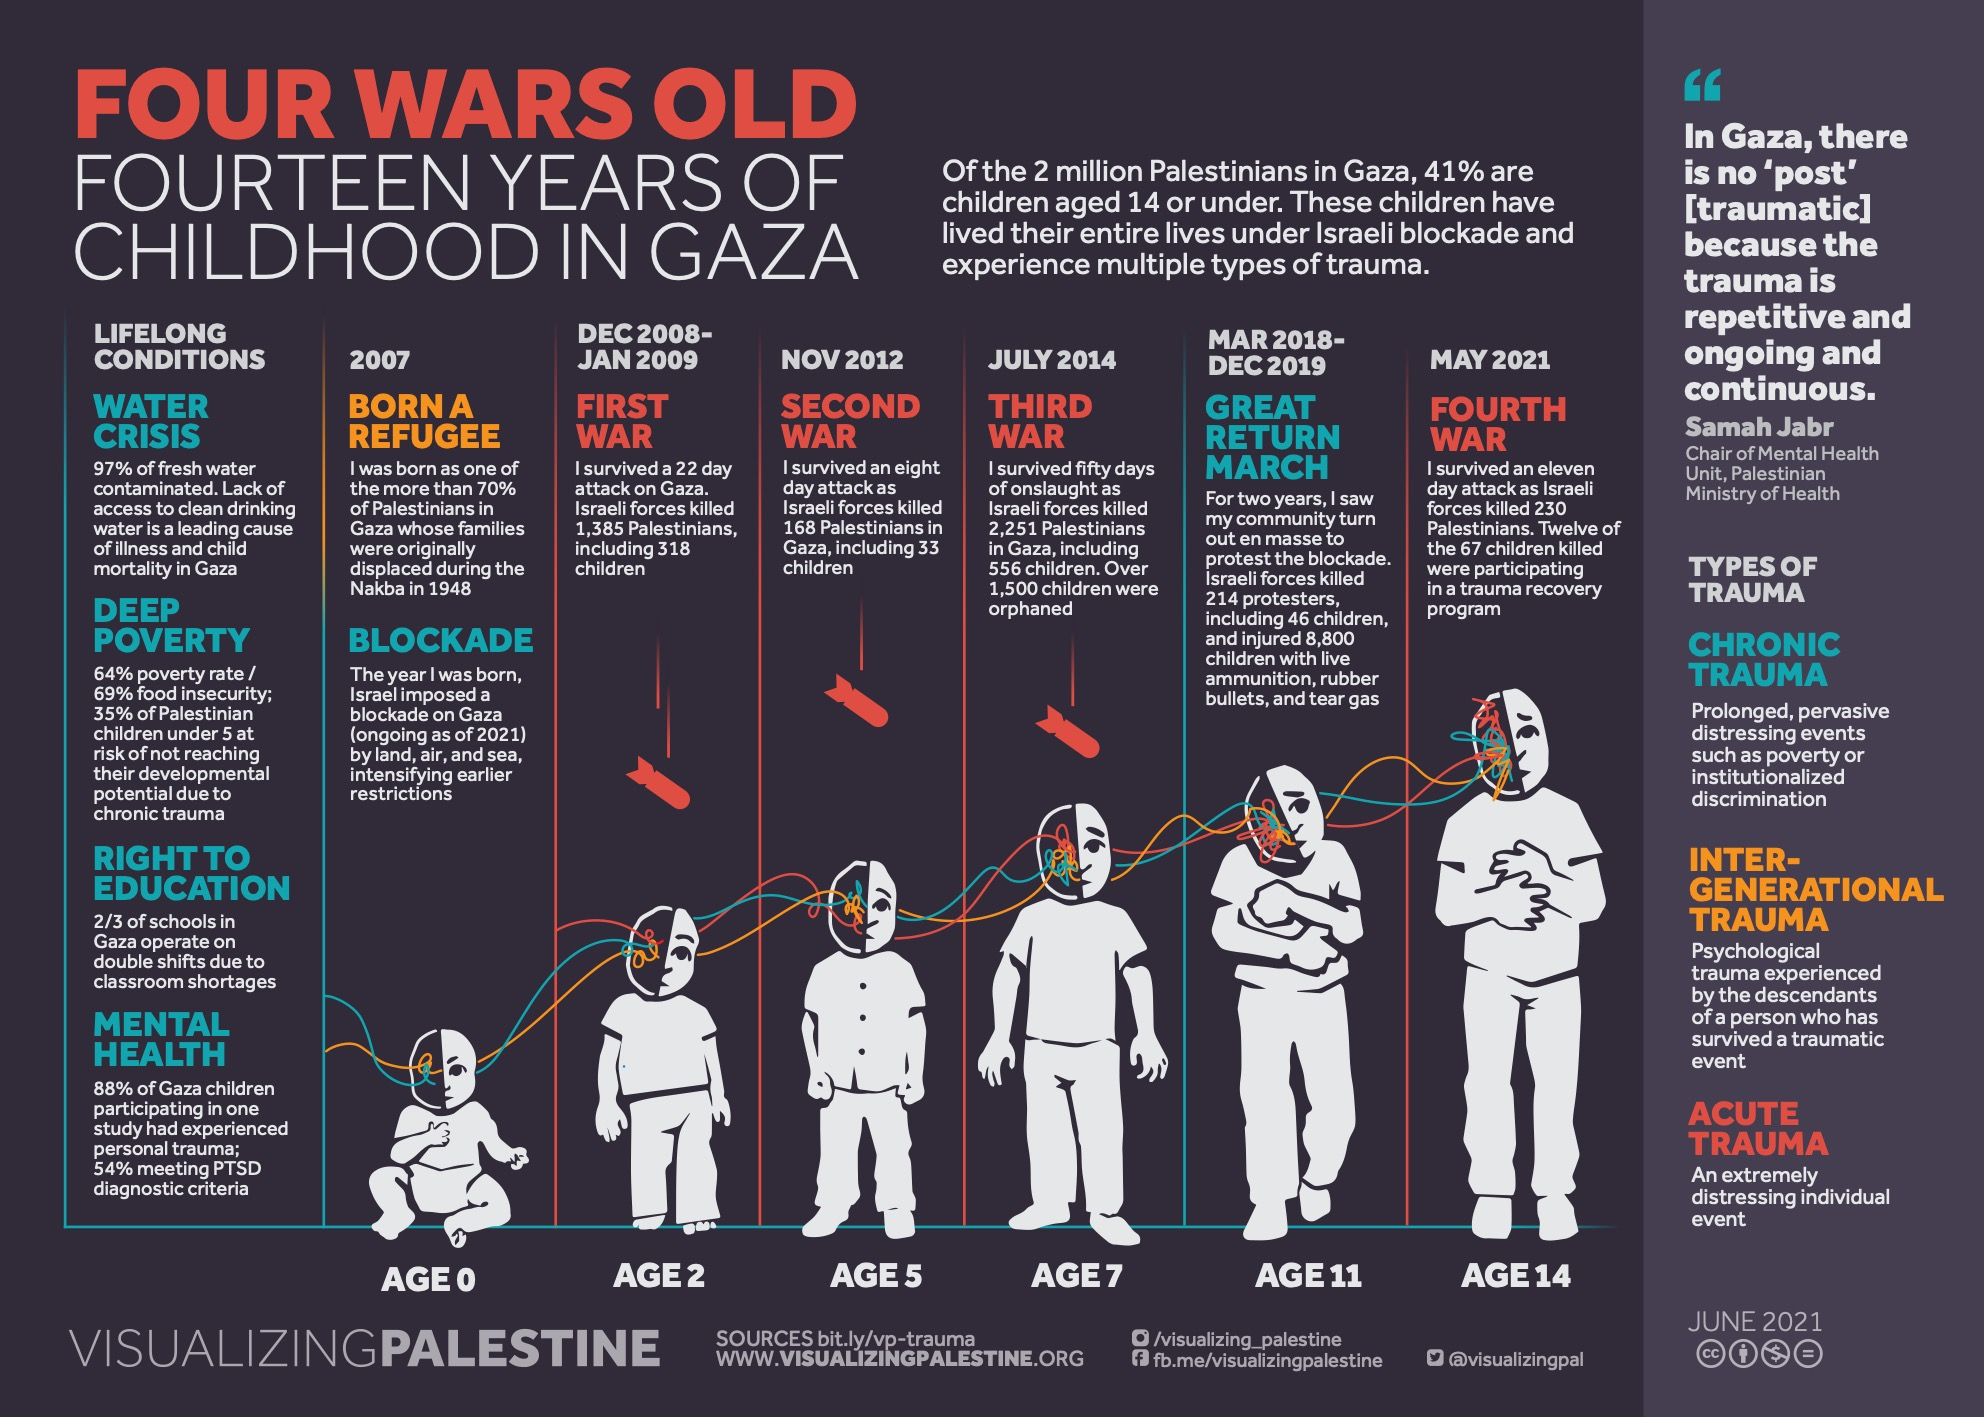 FOUR WARS OLD
FOURTEEN YEARS OF
CHILDHOOD IN GAZA
Of the 2 million Palestinians in Gaza, 41% are
children aged 14 or under. These children have
lived their entire lives under Israeli blockade and
experience multiple types of trauma.
LIFELONG
CONDITIONS
WATER
CRISIS
97% of fresh water
contaminated. Lack of
access to clean drinking
water is a leading cause
of illness and child
mortality in Gaza
DEEP
POVERTY
64% poverty rate /
69% food insecurity;
35% of Palestinian
children under 5 at
risk of not reaching
their developmental
potential due to
chronic trauma
RIGHT TO
EDUCATION
2/3 of schools in
Gaza operate on
double shifts due to
classroom shortages
MENTAL
HEALTH
88% of Gaza children
participating in one
study had experienced
personal trauma;
54% meeting PTSD
diagnostic criteria
2007
BORN A
REFUGEE
I was born as one of
the more than 70%
of Palestinians in
Gaza whose families
were originally
displaced during the
Nakba in 1948
BLOCKADE
The year I was born,
Israel imposed a
blockade on Gaza
(ongoing as of 2021)
by land, air, and sea,
intensifying earlier
restrictions
AGE 0
DEC 2008-
JAN 2009
FIRST
WAR
I survived a 22 day
attack on Gaza.
Israeli forces killed
1,385 Palestinians,
including 318
children
AGE 2
NOV 2012
SECOND
WAR
I survived an eight
day attack as
Israeli forces killed
168 Palestinians in
Gaza, including 33
children
AGE 5
JULY 2014
THIRD
WAR
I survived fifty days
of onslaught as
Israeli forces killed
2,251 Palestinians
in Gaza, including
556 children. Over
1,500 children were
orphaned
AGE 7
MAR 2018-
DEC 2019
GREAT
RETURN
MARCH
For two years, I saw
my community turn
out en masse to
protest the blockade.
Israeli forces killed
214 protesters,
including 46 children,
and injured 8,800
children with live
ammunition, rubber
bullets, and tear gas
AGE 11
MAY 2021
FOURTH
WAR
I survived an eleven
day attack as Israeli
forces killed 230
Palestinians. Twelve of
the 67 children killed
were participating
in a trauma recovery
program
AGE 14
“
In Gaza, there
is no ‘post’
[traumatic]
because the
trauma is
repetitive and
ongoing and
continuous.
Samah Jabr
Chair of Mental Health
Unit, Palestinian
Ministry of Health
TYPES OF
TRAUMA
CHRONIC
TRAUMA
Prolonged, pervasive
distressing events
such as poverty or
institutionalized
discrimination
INTER-
GENERATIONAL
TRAUMA
Psychological
trauma experienced
by the descendants
of a person who has
survived a traumatic
event
ACUTE
TRAUMA
An extremely
distressing individual
event
VISUALIZINGPALESTINE
SOURCES bit.ly/vp-trauma
WWW.VISUALIZINGPALESTINE.ORG
/visualizing_palestine
fb.me/visualizingpalestine
@visualizingpal
JUNE 2021
cc